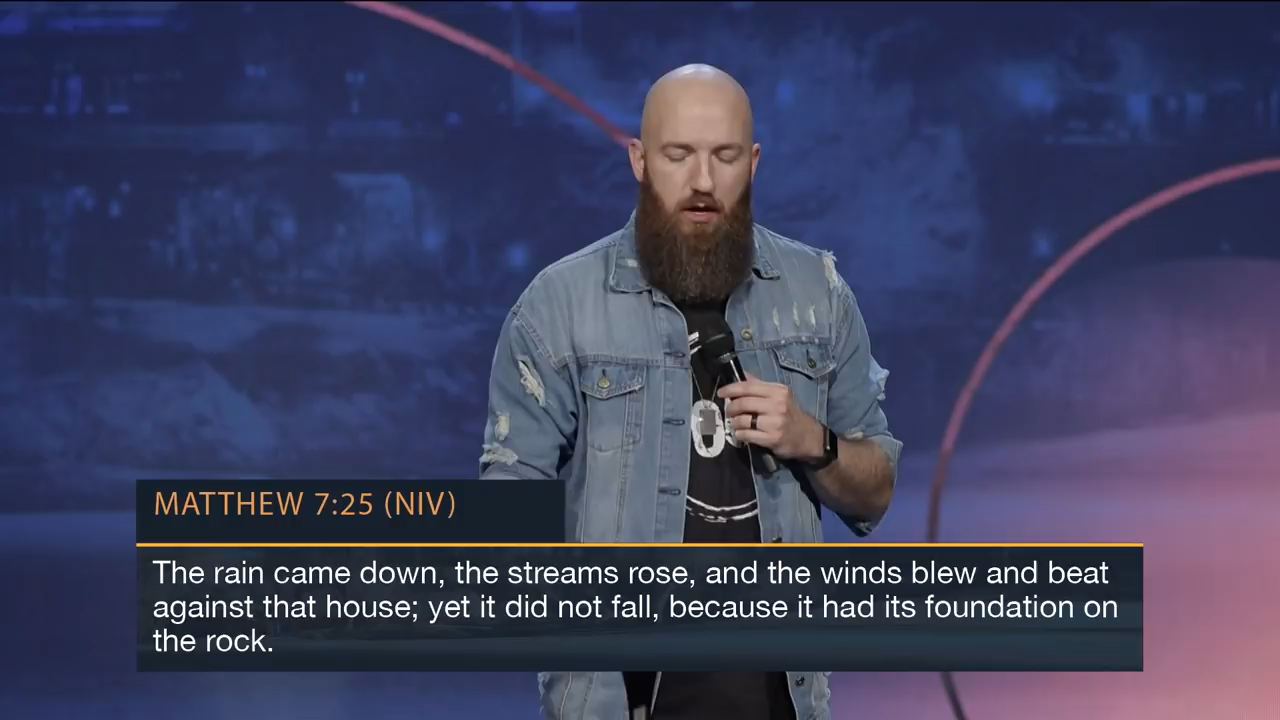 MATTHEW 7:25 (NIV)
The rain came down, the streams rose, and the winds blew and beat
against that house; yet it did not fall, because it had its foundation on
the rock.